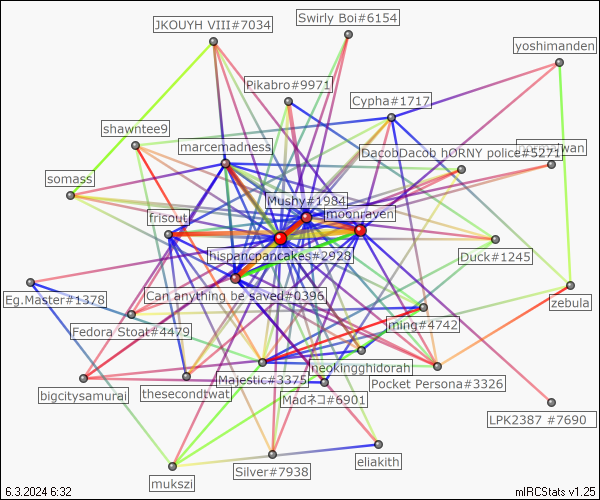 Swirly Boi#6154
JKOUYH VIII#7034
yoshimanden
Pikabro#9971
Cypha#1717
shawntee9
marcemadness
DacobDacob hORNY police#5271
somass
Mushy#1984
moonraven
frisout
hispancpancakes#2928
Duck#1245
Can anything be saved#0396
Eg.Master#1378
zebula
Fedora Stoat#4479
ming#4742
neokingghidorah
Majestic#3375
Pocket Persona#3326
bigcitysamurai
thesecondtwat
Madネコ#6901
LPK2387 #7690
eliakith
Silver#7938
mukszi
6.3.2024 6:32
mIRCStats v1.25